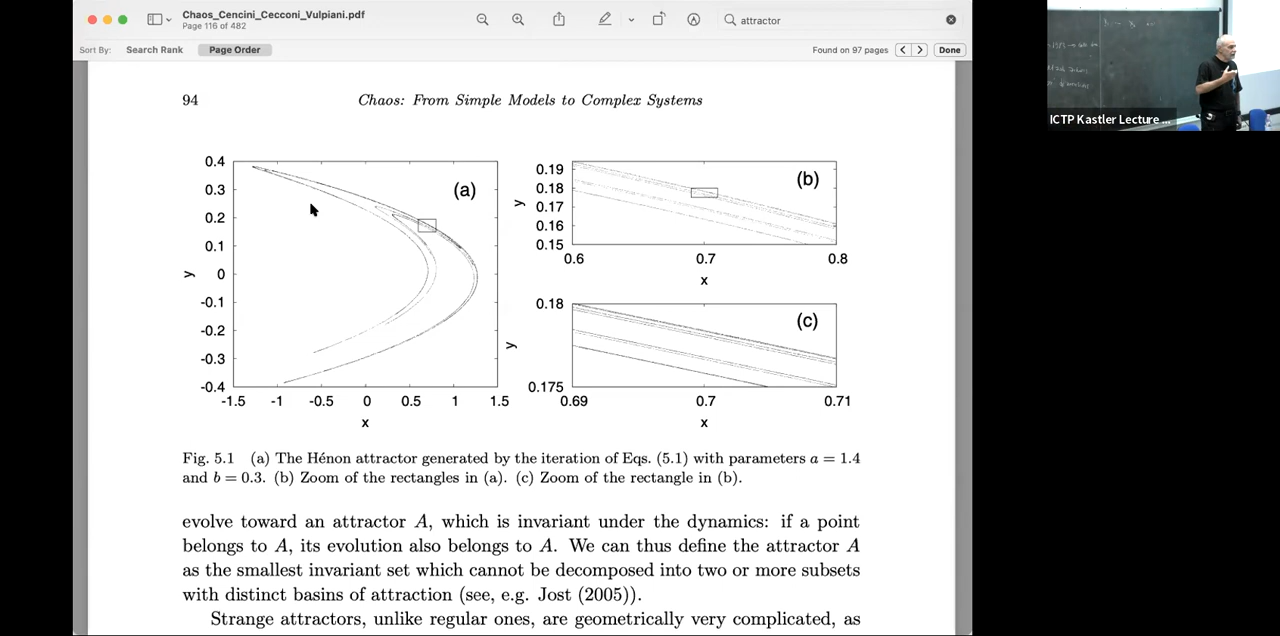 Chaos_Cencini_Cecconi_Vulpiani.pdf
Page 116 of 482
attractor
Sort By: Search Rank Page Order
Found on 97 pages Done
94 Chaos: From Simple Models to Complex Systems
0.4
0.3
0.2
0.1
0
-0.1
-0.2
-0.3
-0.4
y
-1.5 -1 -0.5 0 0.5 1 1.5
x
(a)
0.19
0.18
0.17
0.16
0.15
y
0.6 0.7 0.8
x
(b)
0.18
0.175
y
0.69 0.7 0.71
x
(c)
Fig. 5.1 (a) The Hénon attractor generated by the iteration of Eqs. (5.1) with parameters a = 1.4
and b = 0.3. (b) Zoom of the rectangles in (a). (c) Zoom of the rectangle in (b).
evolve toward an attractor A, which is invariant under the dynamics: if a point
belongs to A, its evolution also belongs to A. We can thus define the attractor A
as the smallest invariant set which cannot be decomposed into two or more subsets
with distinct basins of attraction (see, e.g. Jost (2005)).
Strange attractors, unlike regular ones, are geometrically very complicated, as
ICTP Kastler Lecture ...